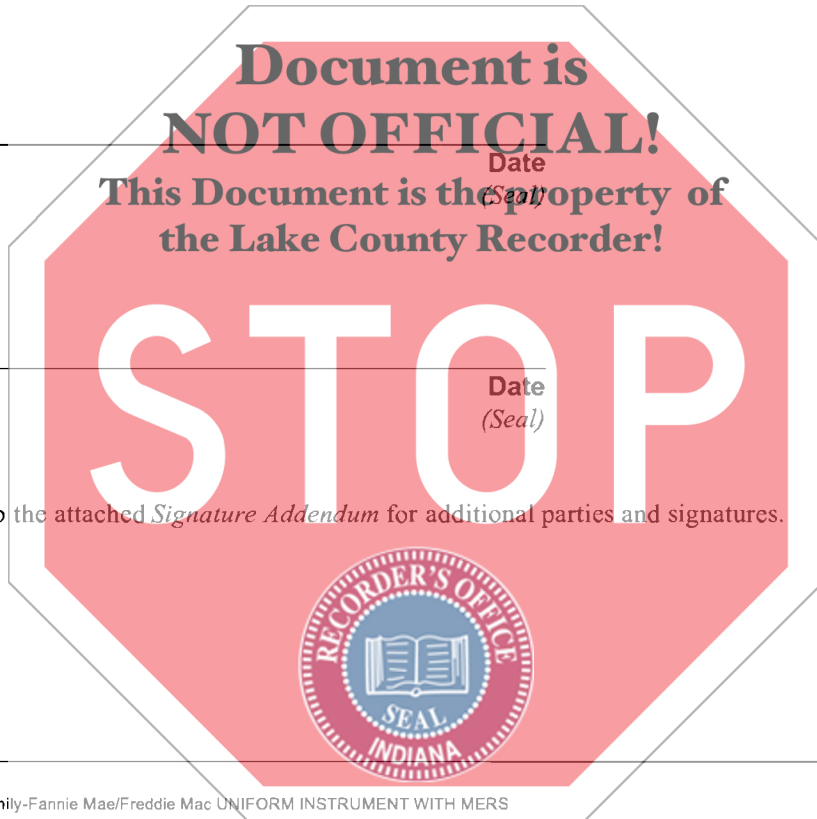 Document is
NOT OFFICIAL!
Date
This Document is the property of
(Seal)
the Lake County Recorder!
STOP
Date
(Seal)
the attached Signature Addendum for additional parties and signatures.
RECORDER'S OFFICE
SEAL
INDIANA
Fannie Mae/Freddie Mac UNIFORM INSTRUMENT WITH MERS